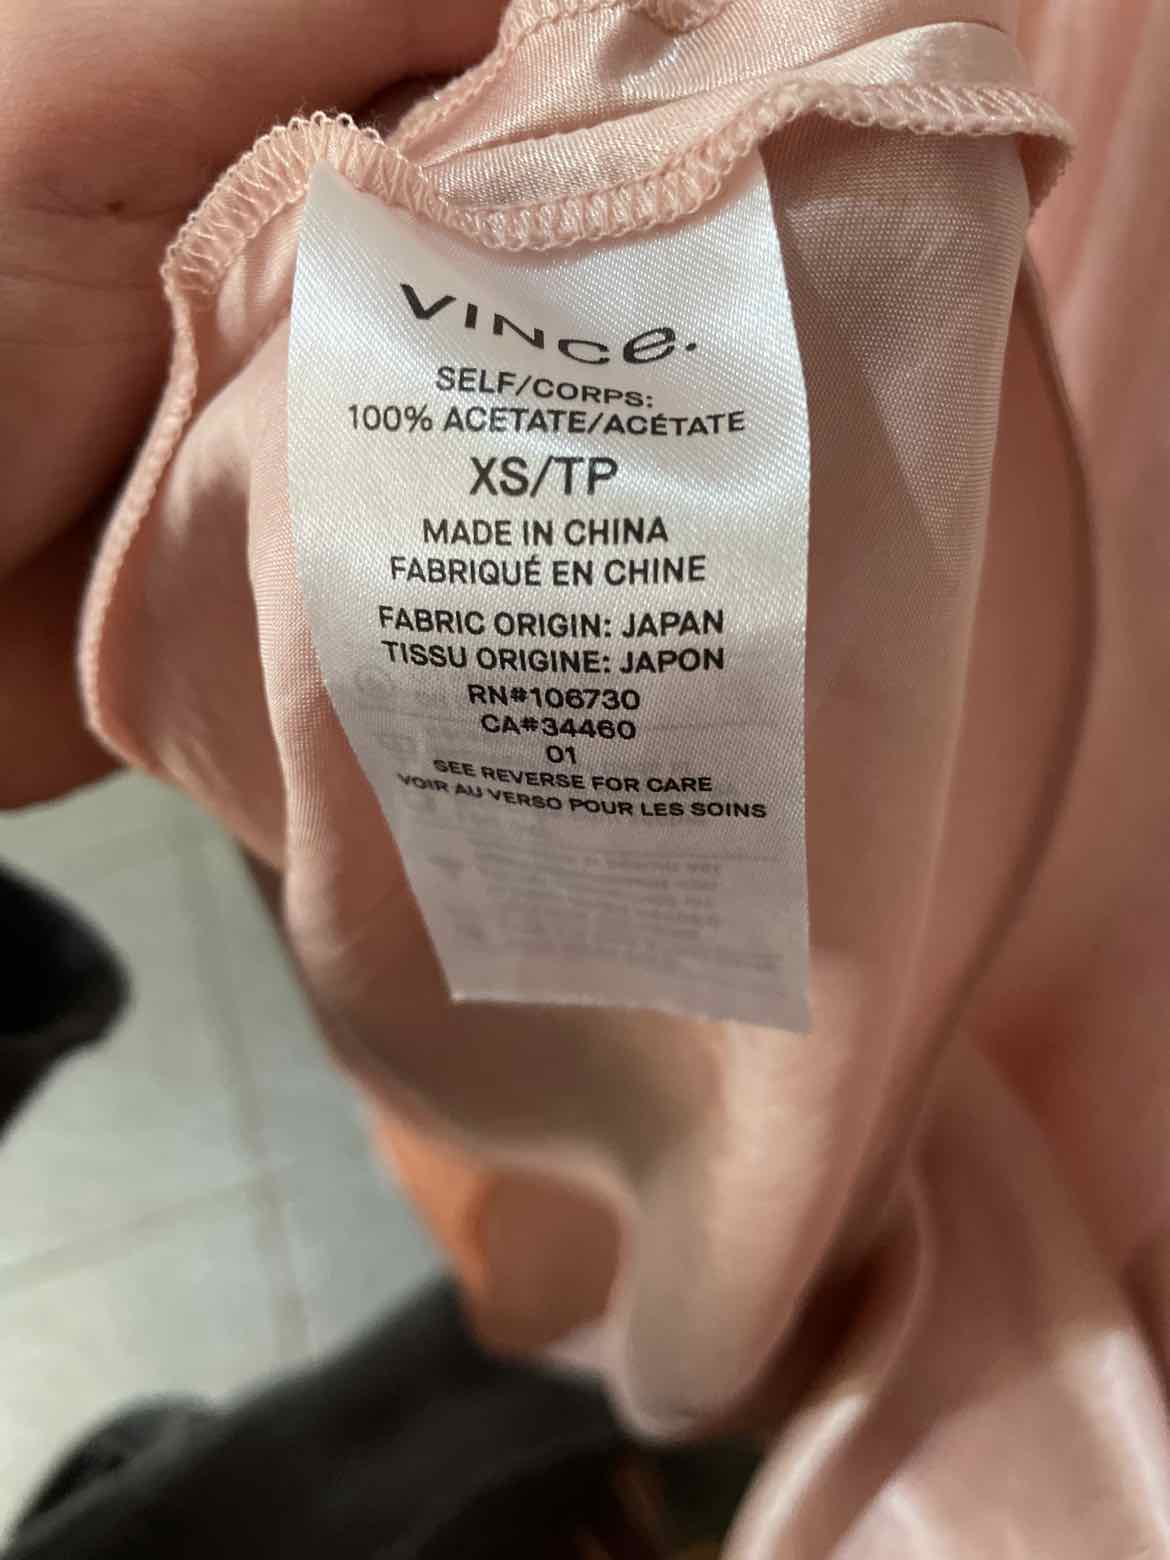 VINCE.
SELF/CORPS:
100% ACETATE/ACÉTATE
XS/TP
MADE IN CHINA
FABRIQUÉ EN CHINE
FABRIC ORIGIN: JAPAN
TISSU ORIGINE: JAPON
RN#106730
CA#34460
01
SEE REVERSE FOR CARE
VOIR AU VERSO POUR LES SOINS